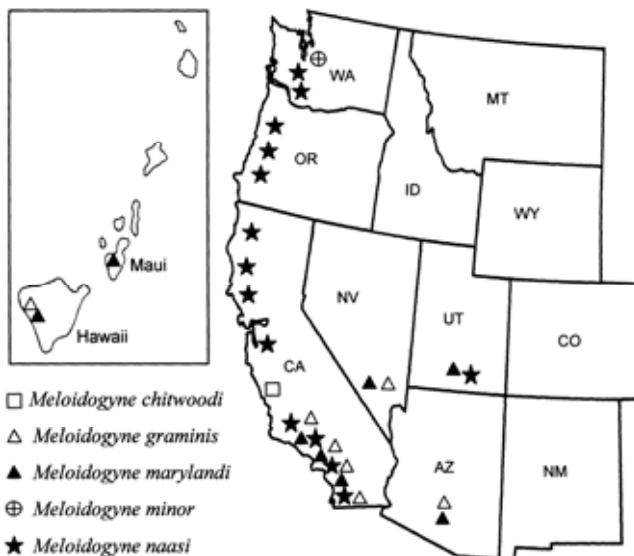 WA
MT
OR
ID
WY
Maui
Hawaii
NV
UT
CO
CA
AZ
NM
Meloidogyne chitwoodi
Meloidogyne graminis
Meloidogyne marylandi
Meloidogyne minor
Meloidogyne naasi